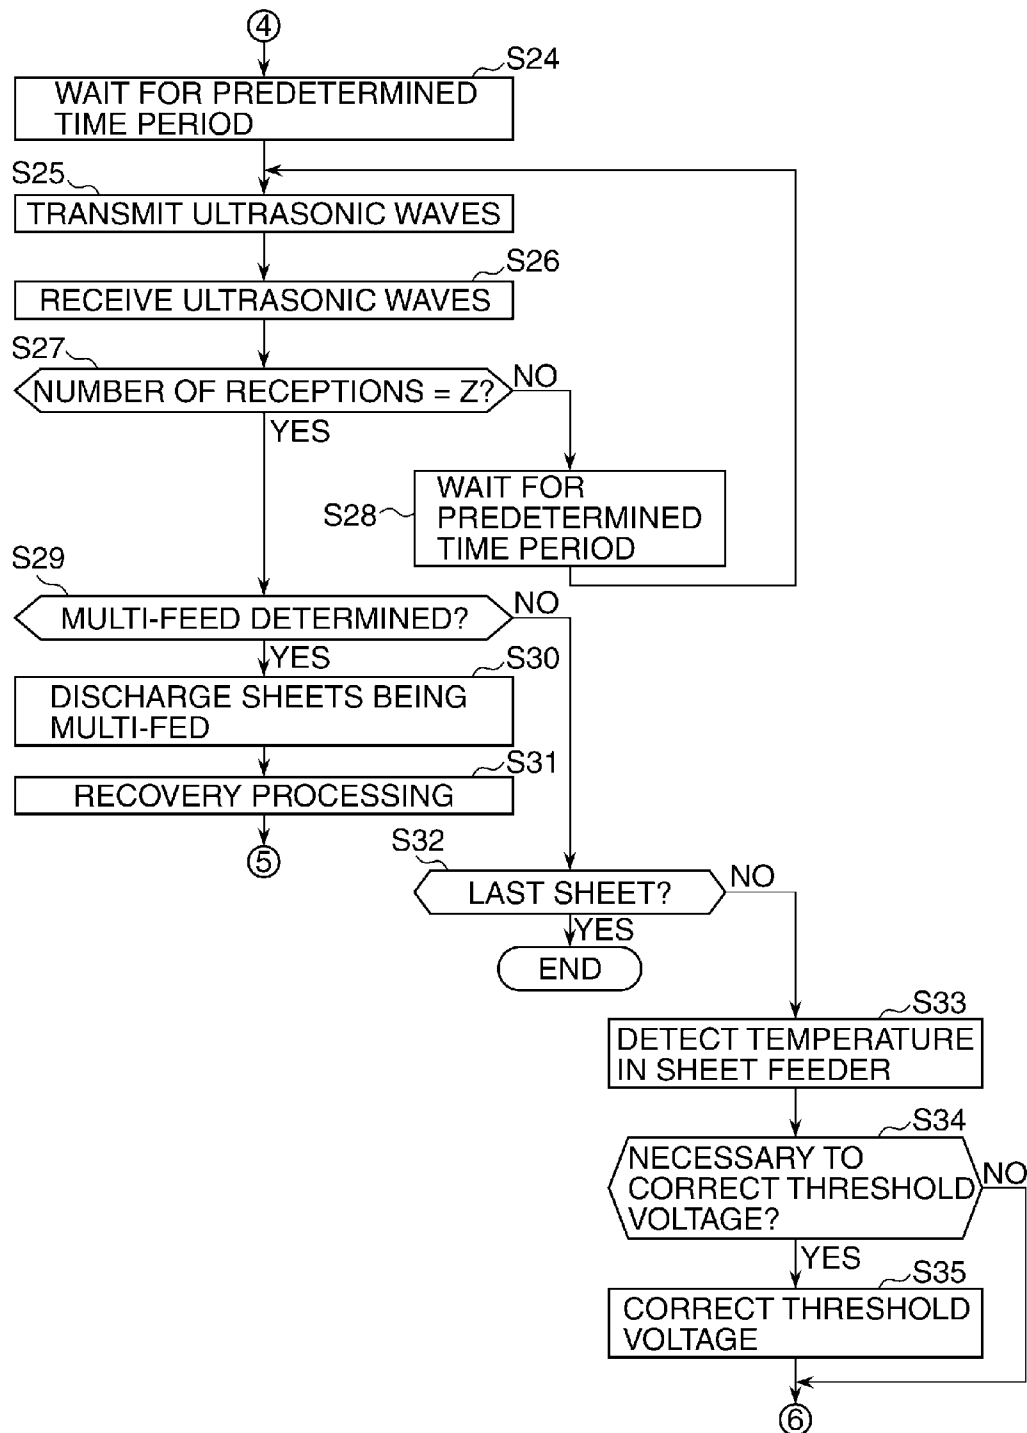 ④
S24
WAIT FOR PREDETERMINED
TIME PERIOD
S25
TRANSMIT ULTRASONIC WAVES
S26
RECEIVE ULTRASONIC WAVES
S27
NUMBER OF RECEPTIONS = Z?
NO
YES
S28
WAIT FOR
PREDETERMINED
TIME PERIOD
S29
MULTI-FEED DETERMINED?
NO
YES
S30
DISCHARGE SHEETS BEING
MULTI-FED
S31
RECOVERY PROCESSING
⑤
S32
LAST SHEET?
NO
YES
END
S33
DETECT TEMPERATURE
IN SHEET FEEDER
S34
NECESSARY TO
CORRECT THRESHOLD
VOLTAGE?
NO
YES
S35
CORRECT THRESHOLD
VOLTAGE
⑥